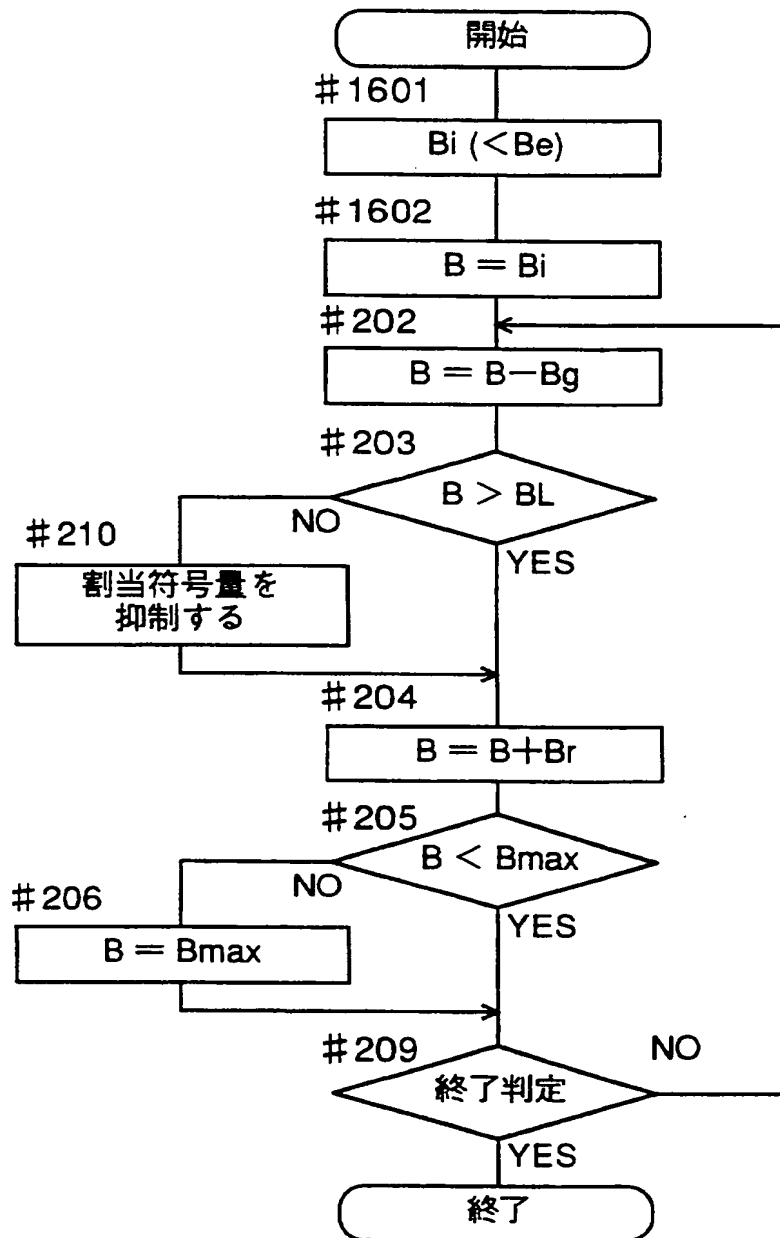 開始
#1601
Bi (<Be)
#1602
B = Bi
#202
B = B-Bg
#203
B > BL
NO
YES
#210
割当符号量を
抑制する
#204
B = B+Br
#205
B < Bmax
NO
YES
#206
B = Bmax
#209
NO
終了判定
YES
終了